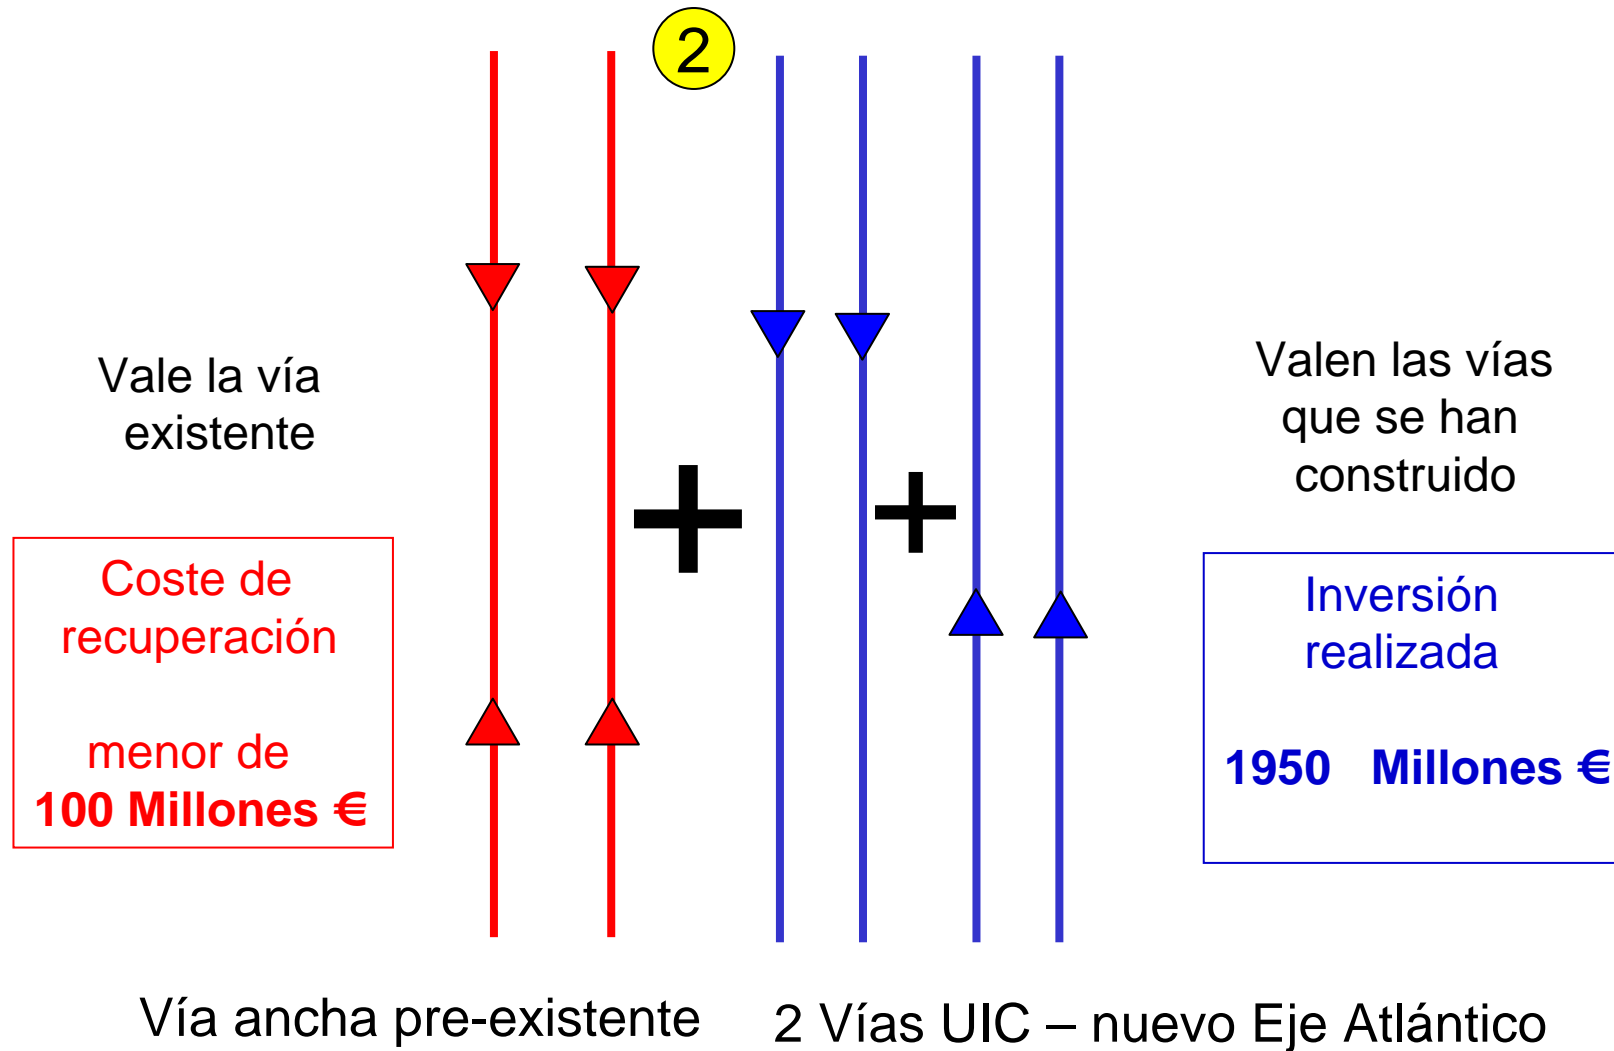 2
Vale la vía
existente
Coste de
recuperación
menor de
100 Millones €
+
+
Valen las vías
que se han
construido
Inversión
realizada
1950 Millones €
Vía ancha pre-existente
2 Vías UIC – nuevo Eje Atlántico